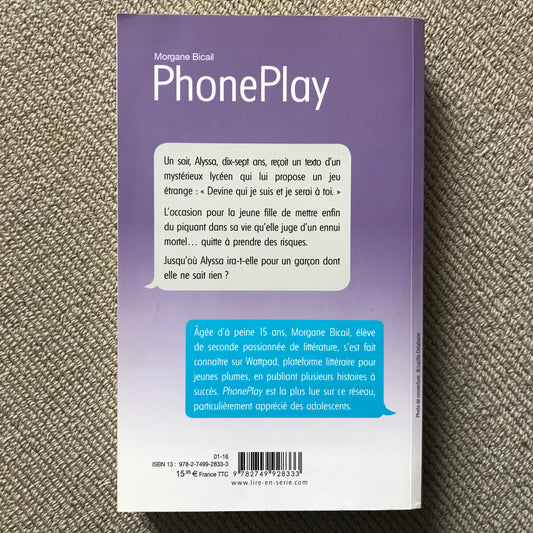 Morgane Bicail
PhonePlay
Un soir, Alyssa, dix-sept ans, reçoit un texto d'un
mystérieux lycéen qui lui propose un jeu
étrange : « Devine qui je suis et je serai à toi. »
L'occasion pour la jeune fille de mettre enfin
du piquant dans sa vie qu'elle juge d'un ennui
mortel… quitte à prendre des risques.
Jusqu'où Alyssa ira-t-elle pour un garçon dont
elle ne sait rien ?
Âgée d'à peine 15 ans, Morgane Bicail, élève
de seconde passionnée de littérature, s'est fait
connaître sur Wattpad, plateforme littéraire pour
jeunes plumes, en publiant plusieurs histoires à
succès. PhonePlay est la plus lue sur ce réseau,
particulièrement apprécié des adolescents.
Photo de couverture : © Lucille Delalasme
01-16
ISBN 13 : 978-2-7499-2833-3
15,95 € France TTC
9 782749 928333
www.lire-en-serie.com